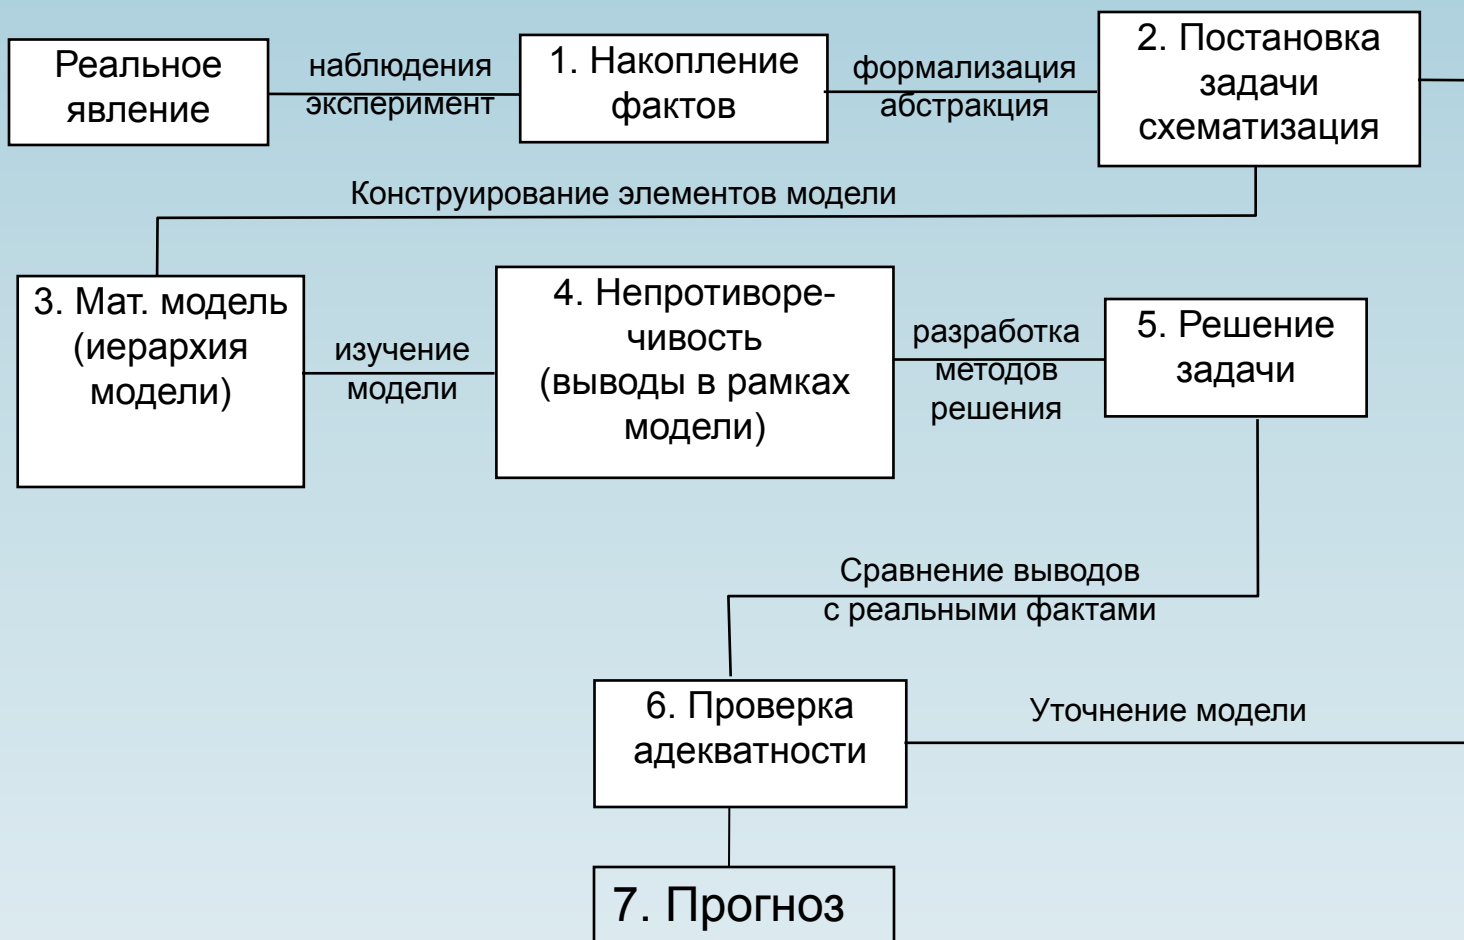 Реальное
явление
наблюдения
эксперимент
1. Накопление
фактов
формализация
абстракция
2. Постановка
задачи
схематизация
Конструирование элементов модели
3. Мат. модель
(иерархия
модели)
изучение
модели
4. Непротиворе-
чивость
(выводы в рамках
модели)
разработка
методов
решения
5. Решение
задачи
Сравнение выводов
с реальными фактами
6. Проверка
адекватности
Уточнение модели
7. Прогноз